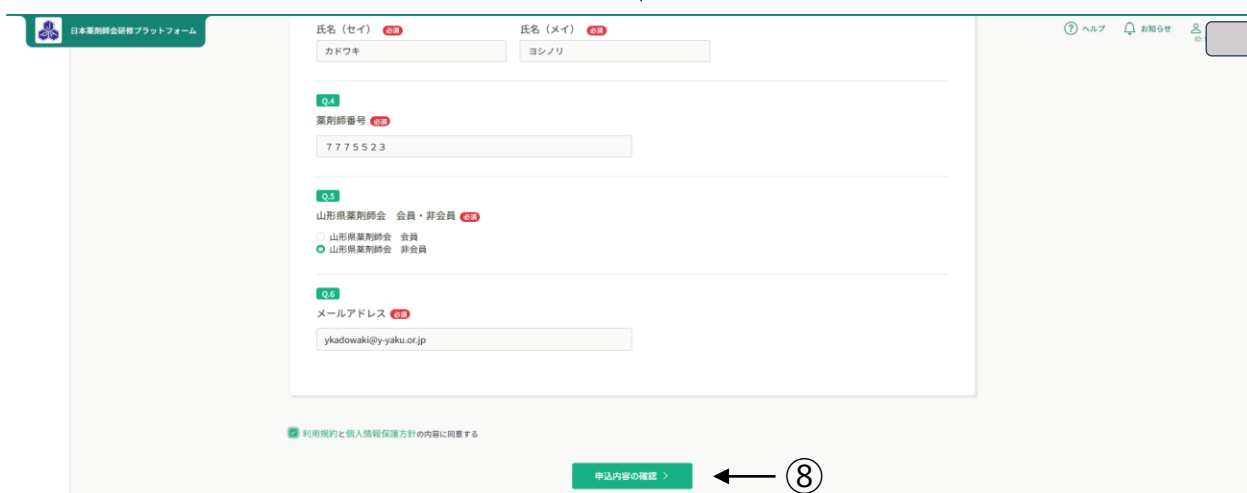 日本薬剤師会研修プラットフォーム
ヘルプ お知らせ
ID:
氏名（セイ） 必須 氏名（メイ） 必須
カドワキ ヨシノリ
Q.4
薬剤師番号 必須
７７７５５２３
Q.5
山形県薬剤師会　会員・非会員 必須
山形県薬剤師会　会員
山形県薬剤師会　非会員
Q.6
メールアドレス 必須
ykadowaki@y-yaku.or.jp
利用規約と個人情報保護方針の内容に同意する
申込内容の確認 ⑧